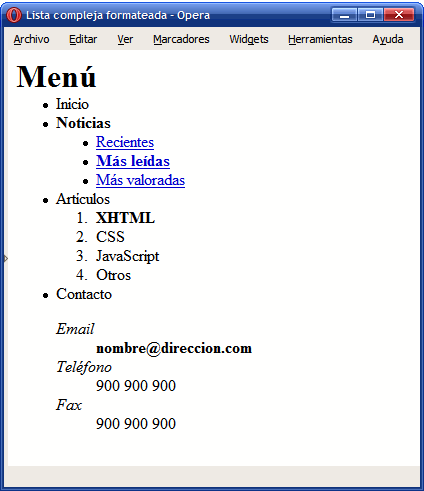 Lista compleja formateada - Opera
Archivo Editar Ver Marcadores Widgets Herramientas Ayuda
Menú
Inicio
Noticias
Recientes
Más leídas
Más valoradas
Artículos
1. XHTML
2. CSS
3. JavaScript
4. Otros
Contacto
Email
nombre@direccion.com
Teléfono
900 900 900
Fax
900 900 900